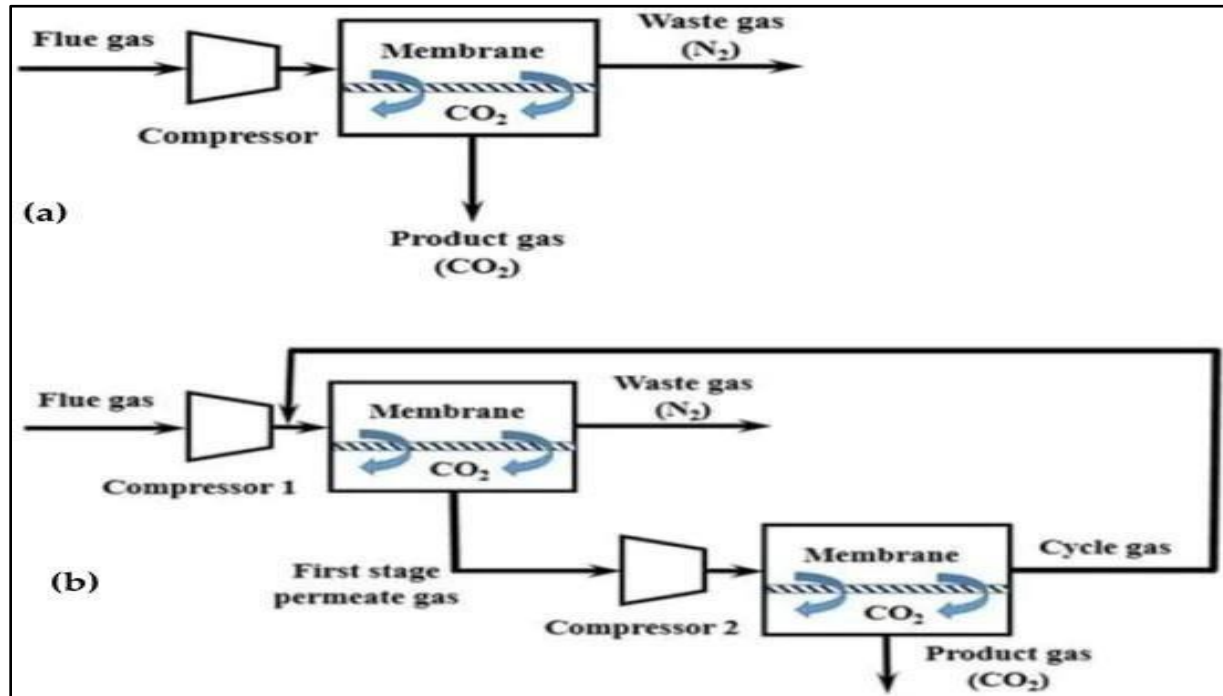 Flue gas
Compressor
Membrane
CO₂
Waste gas
(N₂)
Product gas
(CO₂)
(a)
Flue gas
Compressor 1
Membrane
CO₂
Waste gas
(N₂)
First stage
permeate gas
Compressor 2
Membrane
CO₂
Cycle gas
Product gas
(CO₂)
(b)